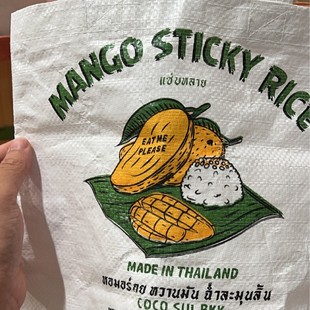 MANGO STICKY RICE
แซ่บหลาย
EAT ME/
PLEASE
MADE IN THAILAND
หอมอร่อย หวานมัน ฉ่ำละมุนลิ้น
COCO SUI BKK